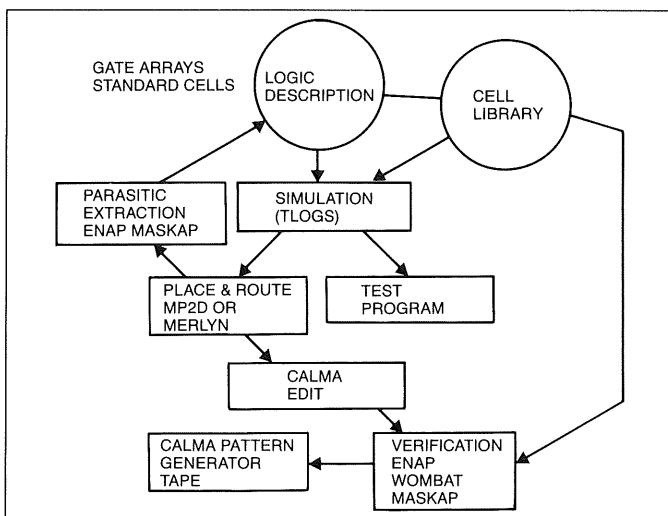 GATE ARRAYS
STANDARD CELLS
LOGIC
DESCRIPTION
CELL
LIBRARY
PARASITIC
EXTRACTION
ENAP MASKAP
SIMULATION
(TLOGS)
PLACE & ROUTE
MP2D OR
MERLYN
TEST
PROGRAM
CALMA
EDIT
CALMA PATTERN
GENERATOR
TAPE
VERIFICATION
ENAP
WOMBAT
MASKAP